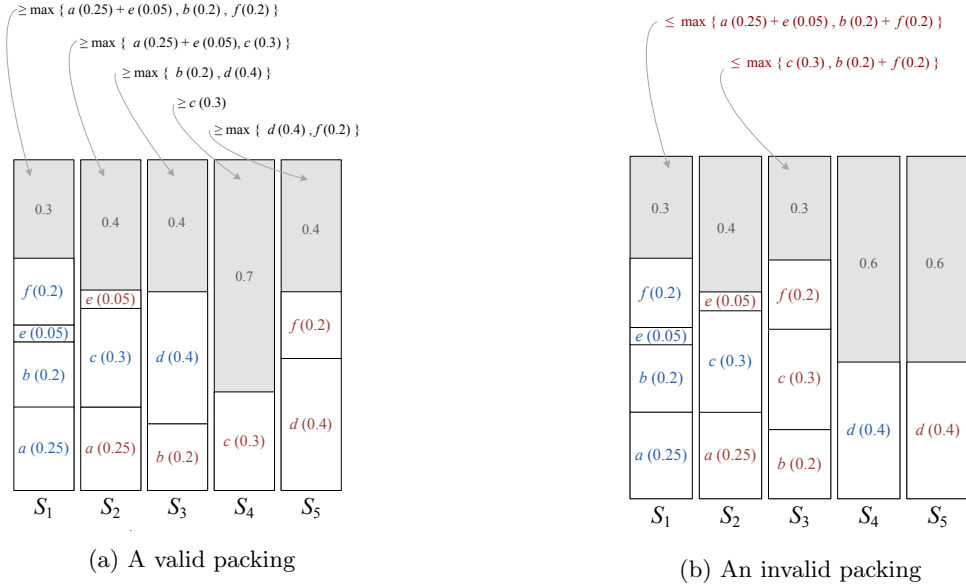 ≥ max { a (0.25) + e (0.05) , b (0.2) , f (0.2) }
≥ max { a (0.25) + e (0.05), c (0.3) }
≥ max { b (0.2) , d (0.4) }
≥ c (0.3)
≥ max { d (0.4) , f (0.2) }
0.3
f (0.2)
e (0.05)
b (0.2)
a (0.25)
S1
0.4
e (0.05)
c (0.3)
a (0.25)
S2
0.4
d (0.4)
b (0.2)
S3
0.7
c (0.3)
S4
0.4
f (0.2)
d (0.4)
S5
(a) A valid packing
≤ max { a (0.25) + e (0.05) , b (0.2) + f (0.2) }
≤ max { c (0.3) , b (0.2) + f (0.2) }
0.3
f (0.2)
e (0.05)
b (0.2)
a (0.25)
S1
0.4
e (0.05)
c (0.3)
a (0.25)
S2
0.3
f (0.2)
c (0.3)
b (0.2)
S3
0.6
d (0.4)
S4
0.6
d (0.4)
S5
(b) An invalid packing